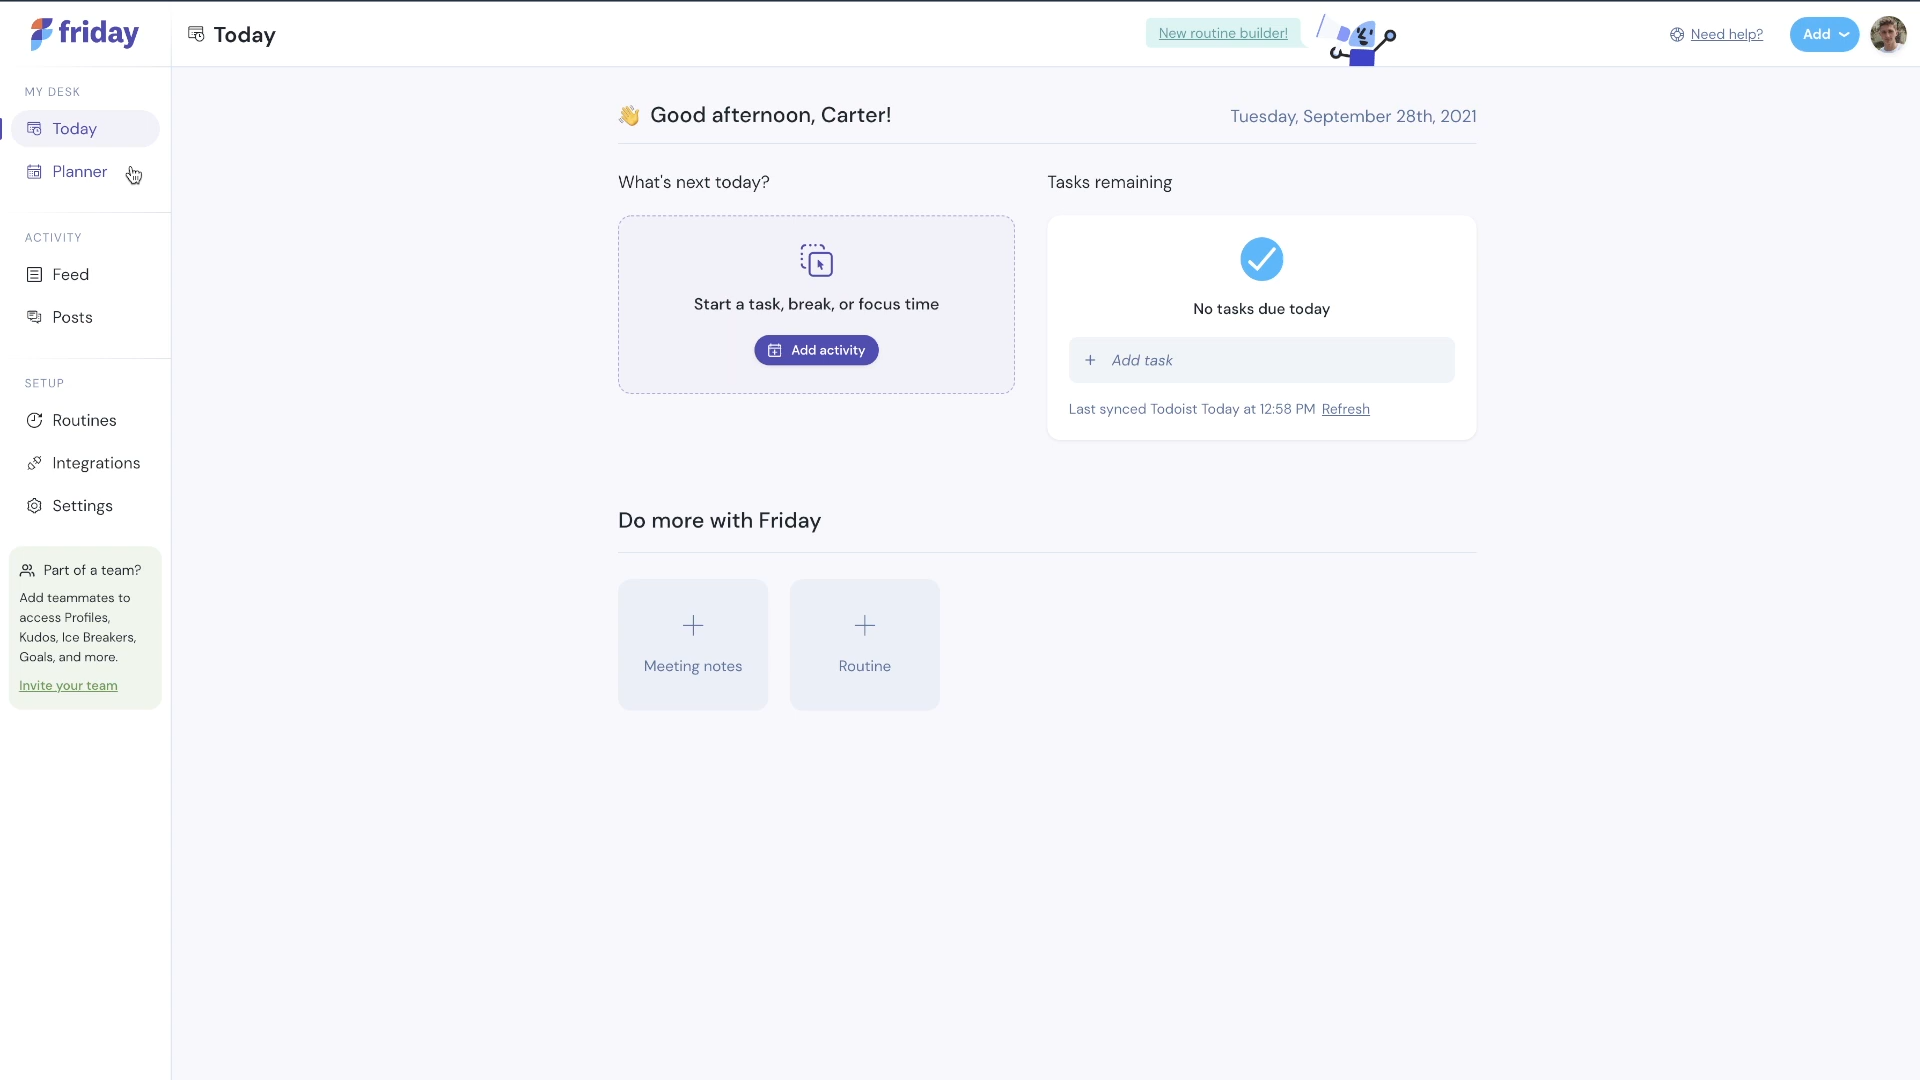 friday
Today
New routine builder!
Need help?
Add
MY DESK
Today
Planner
ACTIVITY
Feed
Posts
SETUP
Routines
Integrations
Settings
Part of a team?
Add teammates to
access Profiles,
Kudos, Ice Breakers,
Goals, and more.
Invite your team
👋 Good afternoon, Carter!
Tuesday, September 28th, 2021
What's next today?
Start a task, break, or focus time
Add activity
Tasks remaining
No tasks due today
+ Add task
Last synced Todoist Today at 12:58 PM Refresh
Do more with Friday
Meeting notes
Routine